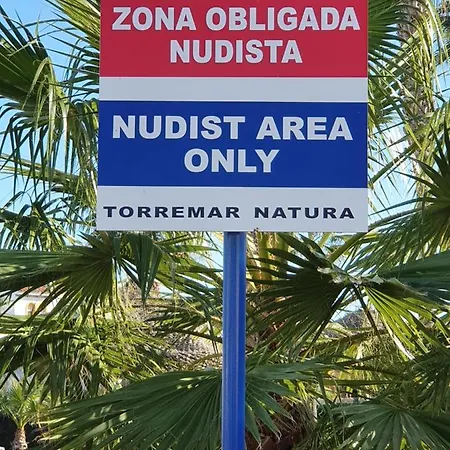 ZONA OBLIGADA
NUDISTA
NUDIST AREA
ONLY
TORREMAR NATURA